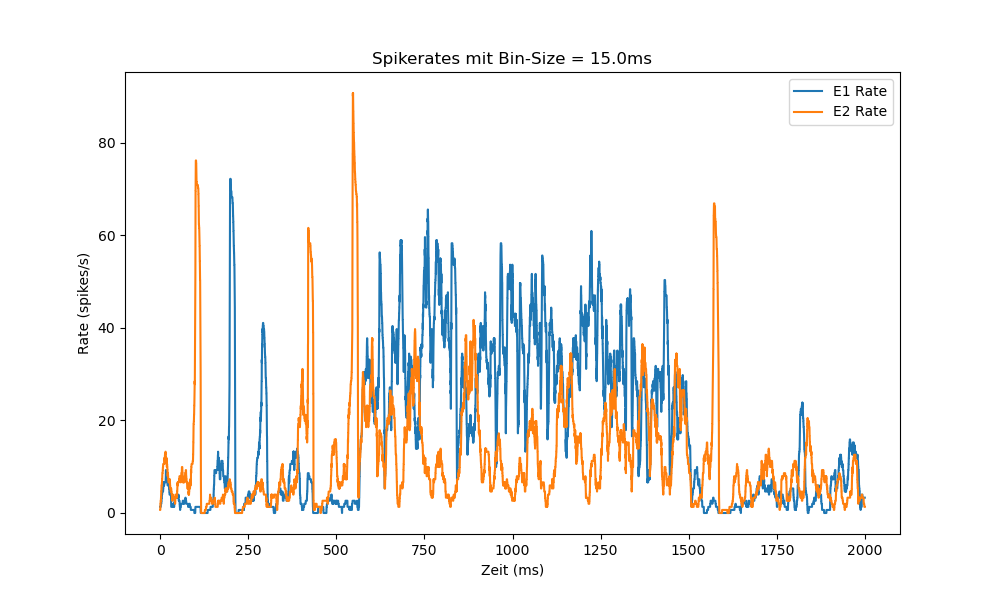 Spikerates mit Bin-Size = 15.0ms
E1 Rate
E2 Rate
Rate (spikes/s)
80
60
40
20
0
0 250 500 750 1000 1250 1500 1750 2000
Zeit (ms)